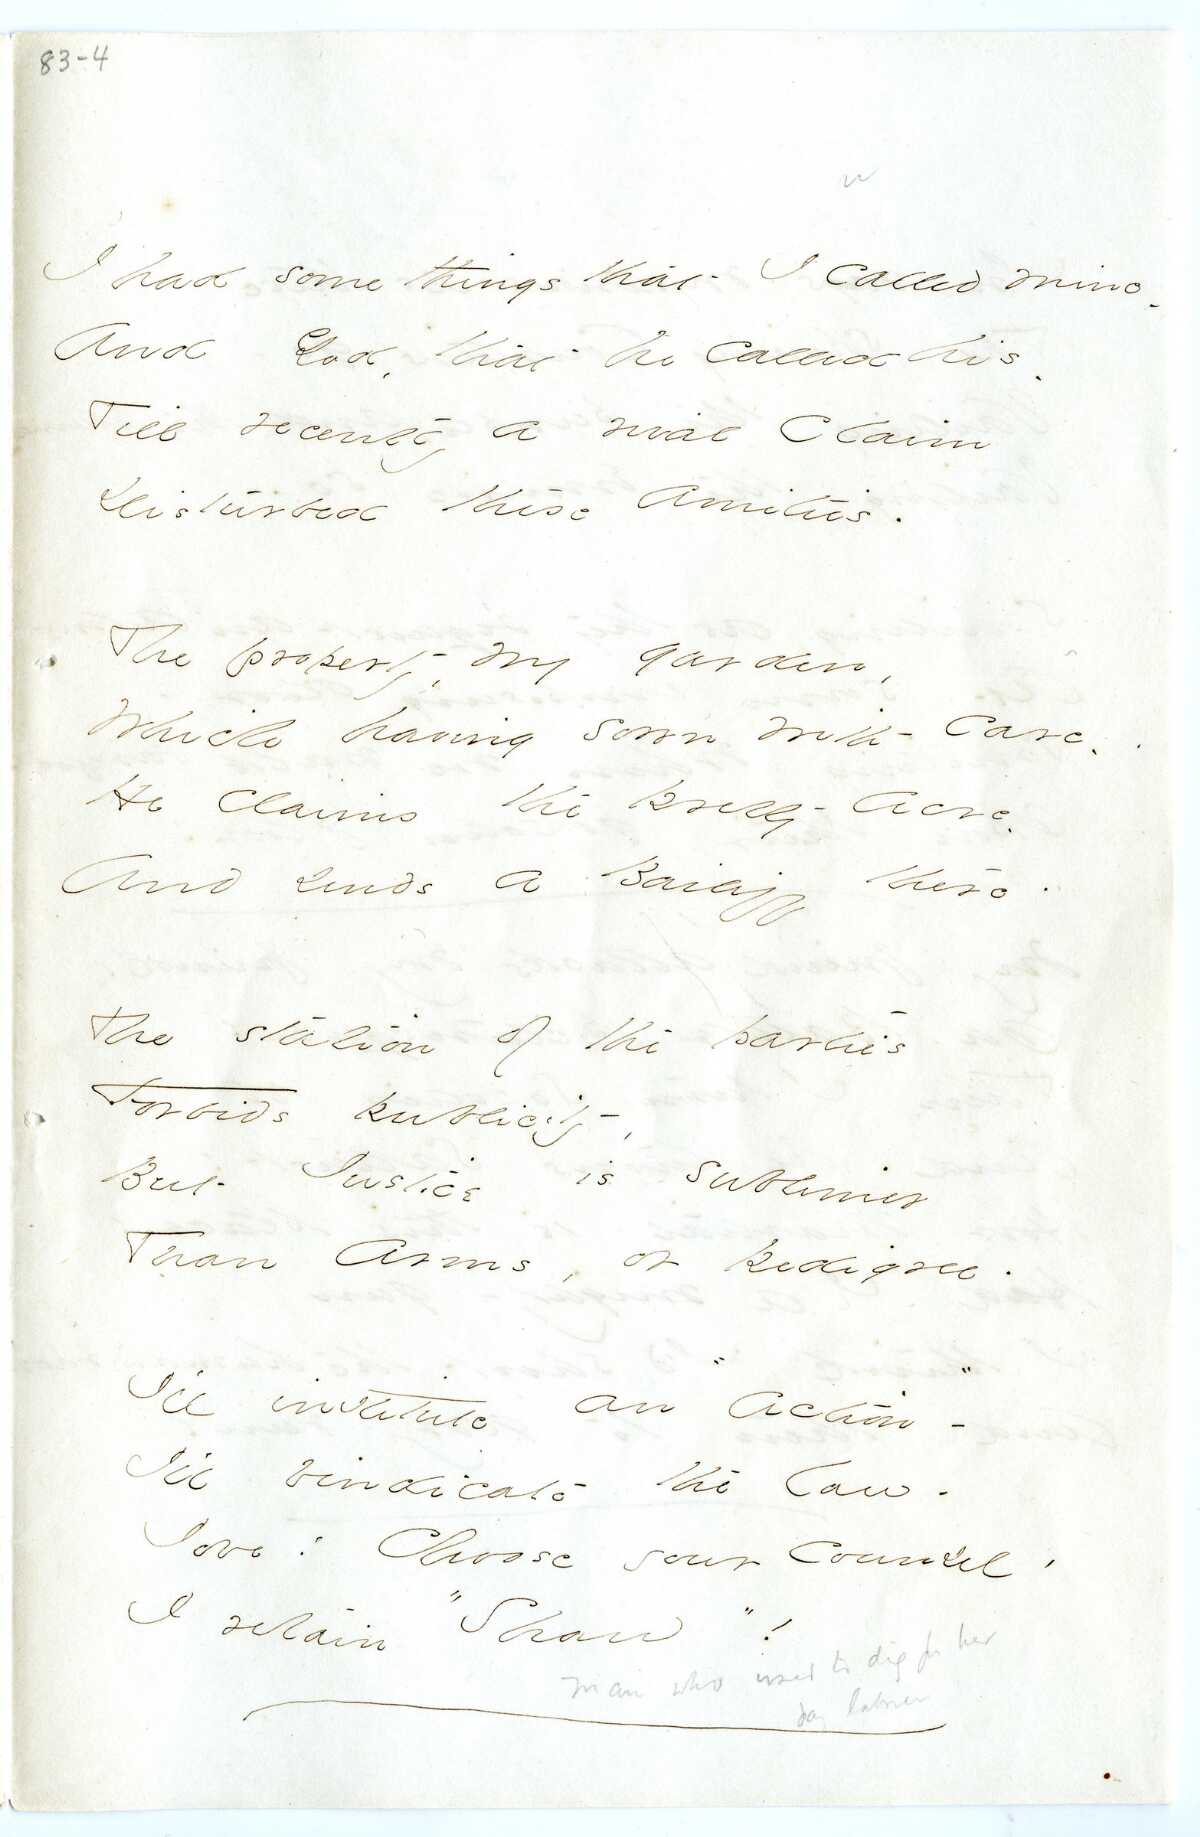 83-4
I had some things that I called mine -
And God, that he called his.
Till recently a rival Claim
Disturbed these amities.
The property, my garden,
Which having sown with care.
He claims the pretty acre.
And sends a Bailiff there.
The station of the parties
Forbids publicity,
But Justice is sublimer
Than Arms, or pedigree.
I'll institute an "Action" -
I'll vindicate the Law.
Jove! Choose your Counsel!
I retain "Shaw"!
man who used to dig for her
day laborer